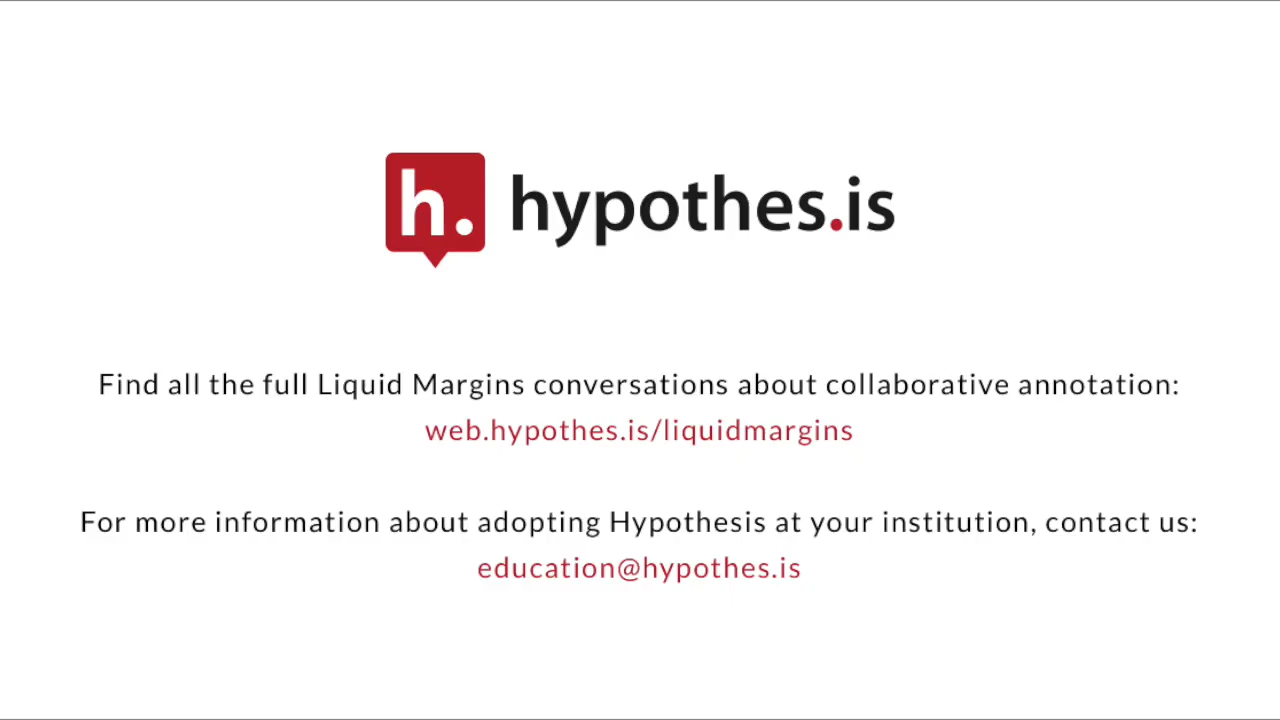 h. hypothes.is
Find all the full Liquid Margins conversations about collaborative annotation:
web.hypothes.is/liquidmargins
For more information about adopting Hypothesis at your institution, contact us:
education@hypothes.is